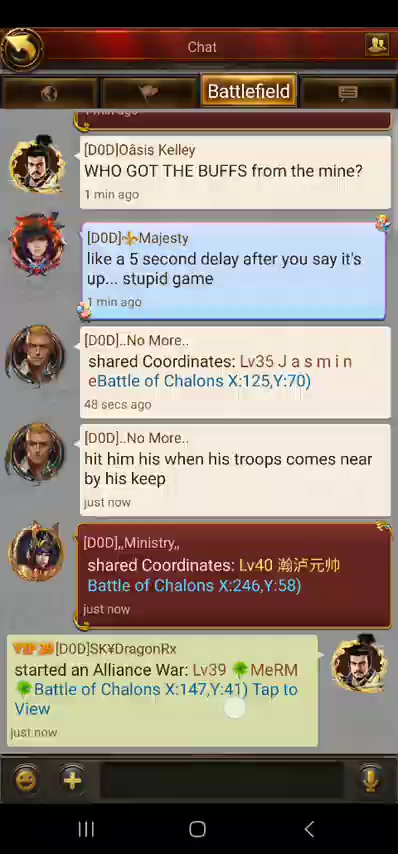 Chat
Battlefield
1 min ago
[D0D]Oâsis Kelley
WHO GOT THE BUFFS from the mine?
1 min ago
[D0D]⚜Majesty
like a 5 second delay after you say it's
up... stupid game
1 min ago
[D0D]..No More..
shared Coordinates: Lv35 J a s m i n
eBattle of Chalons X:125,Y:70)
48 secs ago
[D0D]..No More..
hit him his when his troops comes near
by his keep
just now
[D0D],,Ministry,,
shared Coordinates: Lv40 瀚泸元帅
Battle of Chalons X:246,Y:58)
just now
[D0D]SK¥DragonRx
started an Alliance War: Lv39 🍀MeRM
🍀Battle of Chalons X:147,Y:41) Tap to
View
just now